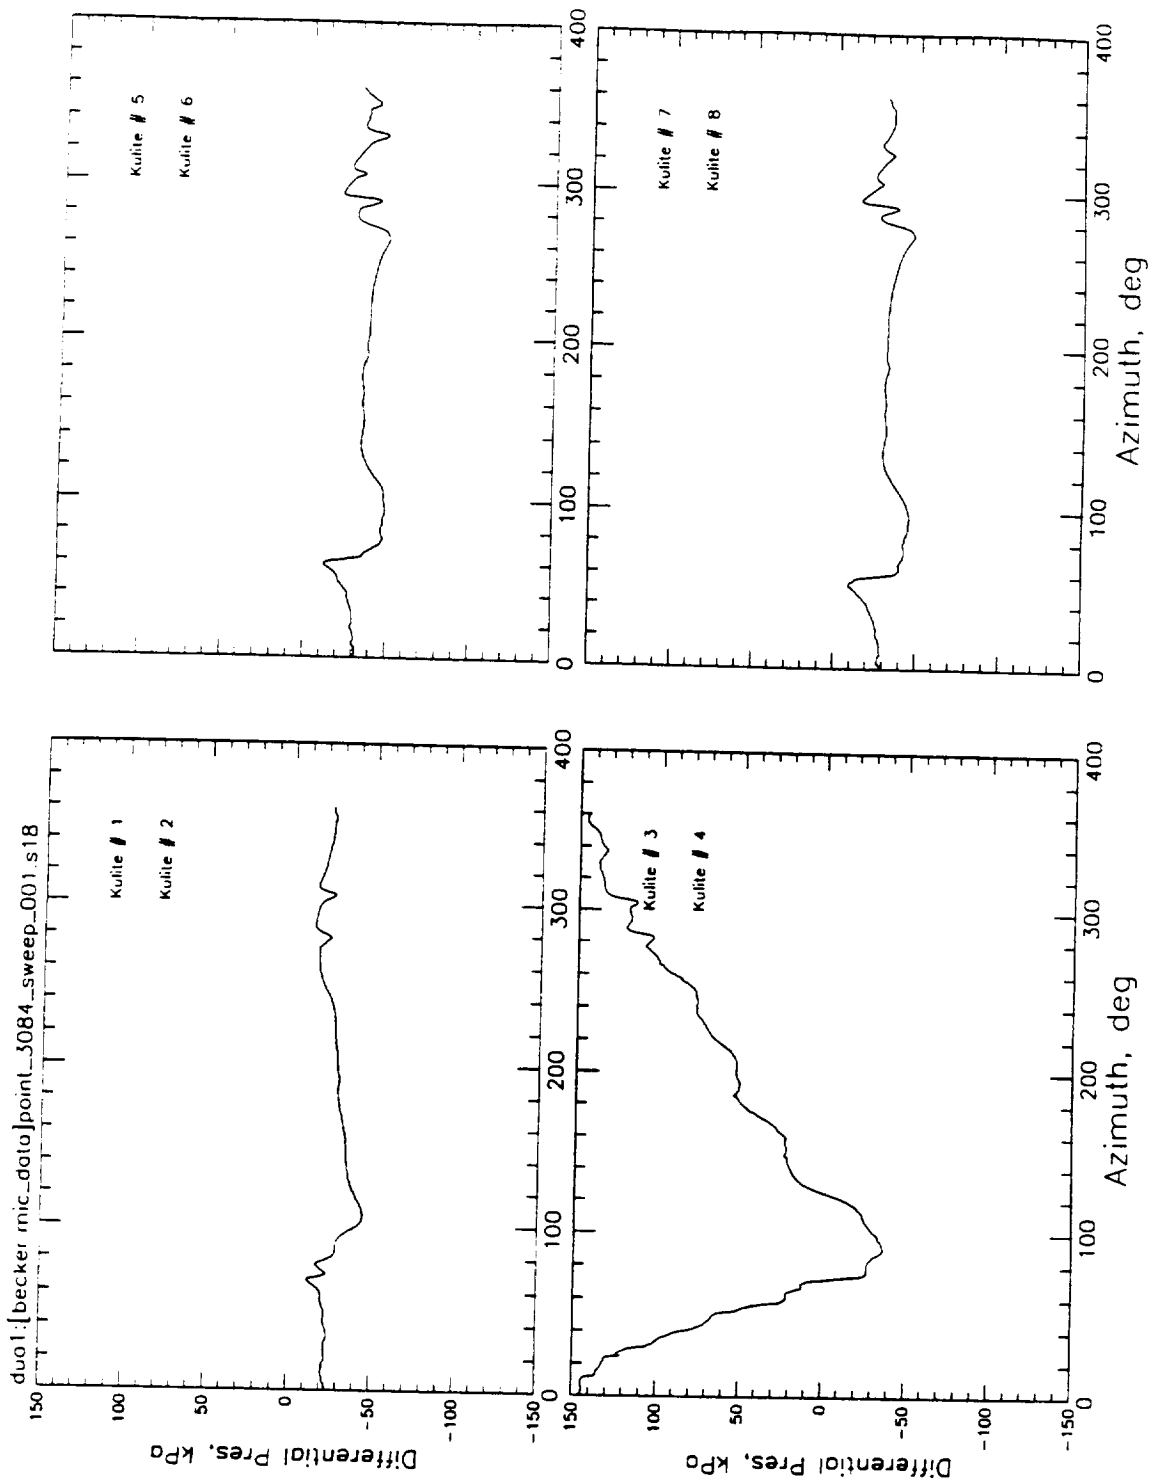 duo1:[becker.mic_data]point_3084_sweep_001.s18
Differential Pres, kPa
150
100
50
0
-50
-100
-150
Kulite # 1
Kulite # 2
0
100
200
300
400
Kulite # 5
Kulite # 6
0
100
200
300
400
Differential Pres, kPa
150
100
50
0
-50
-100
-150
Kulite # 3
Kulite # 4
0
100
200
300
400
Azimuth, deg
Kulite # 7
Kulite # 8
0
100
200
300
400
Azimuth, deg